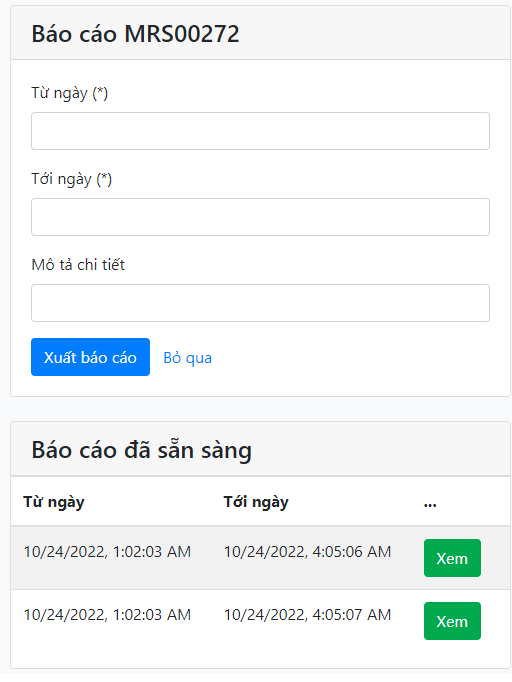 Báo cáo MRS00272
Từ ngày (*)
Tới ngày (*)
Mô tả chi tiết
Xuất báo cáo Bỏ qua
Báo cáo đã sẵn sàng
Từ ngày Tới ngày ...
10/24/2022, 1:02:03 AM 10/24/2022, 4:05:06 AM Xem
10/24/2022, 1:02:03 AM 10/24/2022, 4:05:07 AM Xem